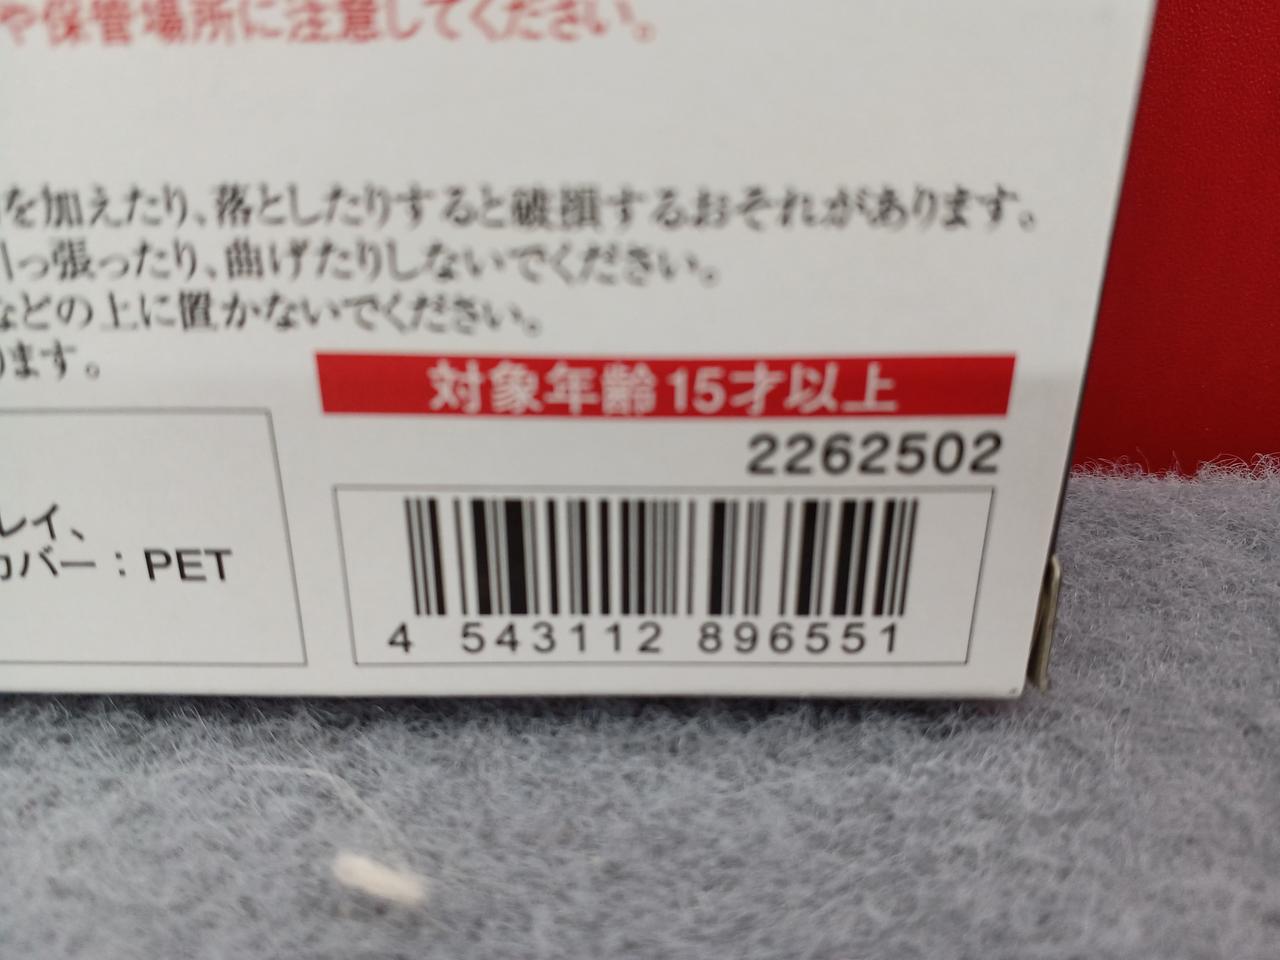 や保管場所に注意してください。
を加えたり、落としたりすると破損するおそれがあります。
っ張ったり、曲げたりしないでください。
などの上に置かないでください。
ります。
対象年齢15才以上
2262502
レイ、
カバー：PET
4 543112 896551